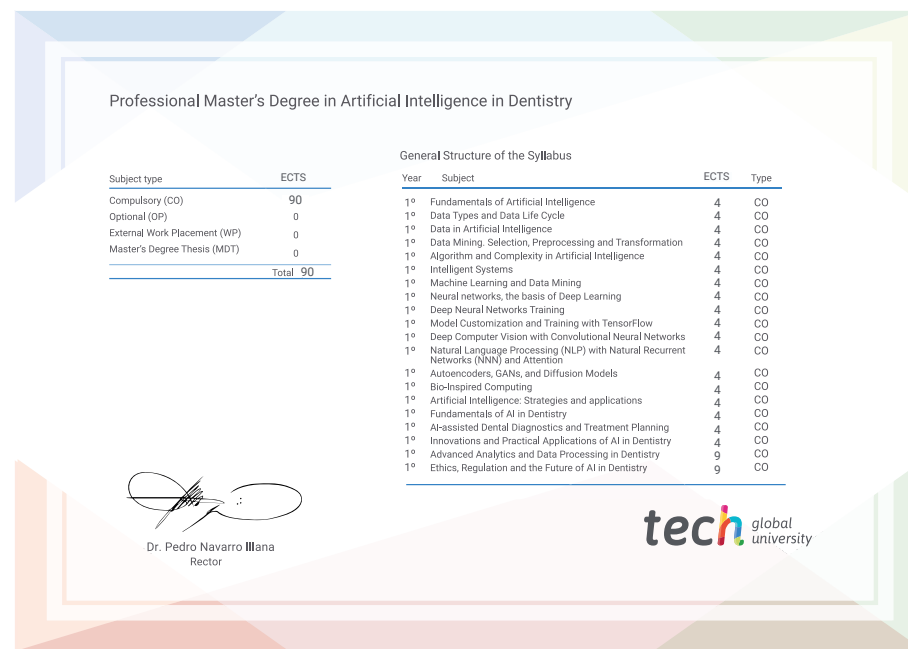 Professional Master's Degree in Artificial Intelligence in Dentistry
Subject type ECTS
Compulsory (CO) 90
Optional (OP) 0
External Work Placement (WP) 0
Master's Degree Thesis (MDT) 0
Total 90
General Structure of the Syllabus
Year Subject ECTS Type
1º Fundamentals of Artificial Intelligence 4 CO
1º Data Types and Data Life Cycle 4 CO
1º Data in Artificial Intelligence 4 CO
1º Data Mining. Selection, Preprocessing and Transformation 4 CO
1º Algorithm and Complexity in Artificial Intelligence 4 CO
1º Intelligent Systems 4 CO
1º Machine Learning and Data Mining 4 CO
1º Neural networks, the basis of Deep Learning 4 CO
1º Deep Neural Networks Training 4 CO
1º Model Customization and Training with TensorFlow 4 CO
1º Deep Computer Vision with Convolutional Neural Networks 4 CO
1º Natural Language Processing (NLP) with Natural Recurrent 4 CO
Networks (NNN) and Attention
1º Autoencoders, GANs, and Diffusion Models 4 CO
1º Bio-Inspired Computing 4 CO
1º Artificial Intelligence: Strategies and applications 4 CO
1º Fundamentals of AI in Dentistry 4 CO
1º AI-assisted Dental Diagnostics and Treatment Planning 4 CO
1º Innovations and Practical Applications of AI in Dentistry 4 CO
1º Advanced Analytics and Data Processing in Dentistry 9 CO
1º Ethics, Regulation and the Future of AI in Dentistry 9 CO
Dr. Pedro Navarro Illana
Rector
tech global
university